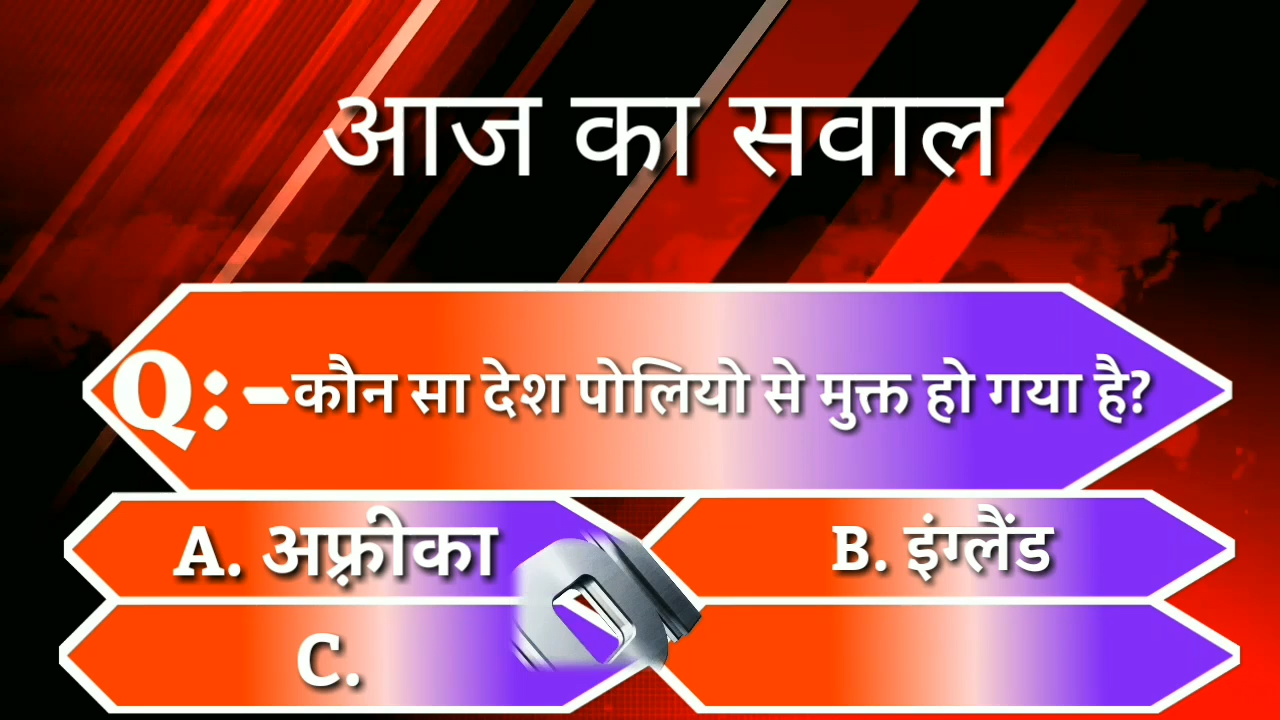 आज का सवाल
Q:-कौन सा देश पोलियो से मुक्त हो गया है?
A. अफ़्रीका
B. इंग्लैंड
C.